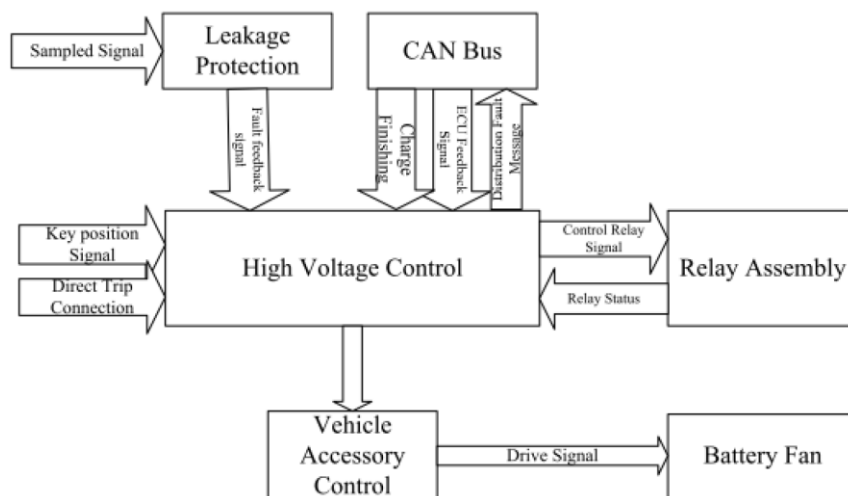 Sampled Signal
Leakage
Protection
CAN Bus
Fault feedback
signal
Charge
Finishing
ECU Feedback
Signal
Message
Distribution Fault
Key position
Signal
Direct Trip
Connection
High Voltage Control
Control Relay
Signal
Relay Status
Relay Assembly
Vehicle
Accessory
Control
Drive Signal
Battery Fan